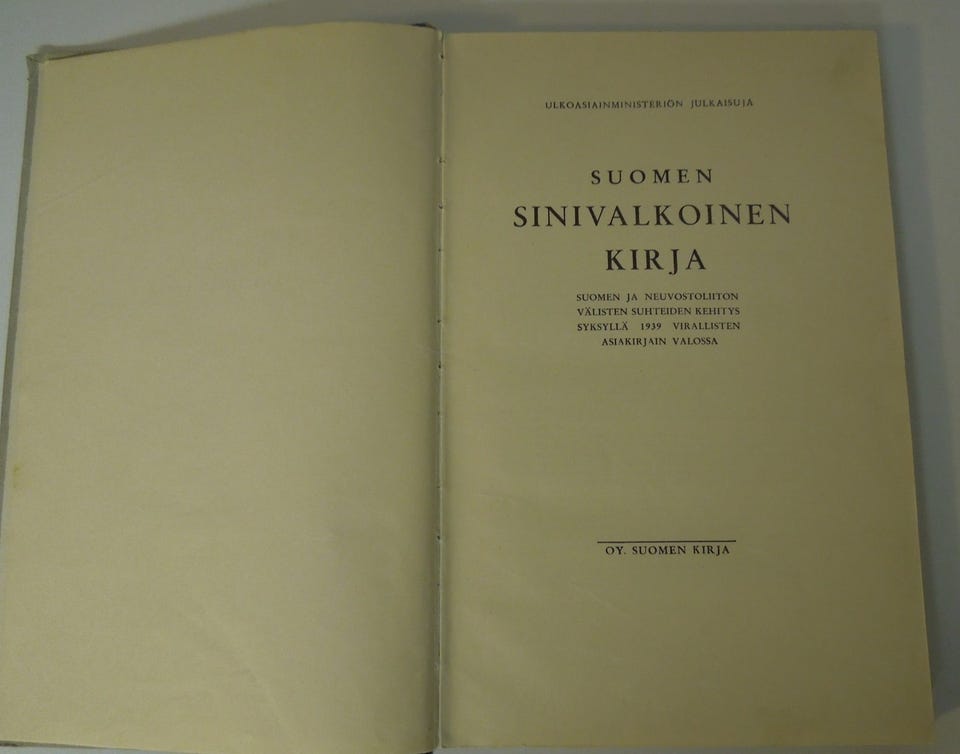 ULKOASIAINMINISTERIÖN JULKAISUJA
SUOMEN
SINIVALKOINEN
KIRJA
SUOMEN JA NEUVOSTOLIITON
VÄLISTEN SUHTEIDEN KEHITYS
SYKSYLLÄ 1939 VIRALLISTEN
ASIAKIRJAIN VALOSSA
OY. SUOMEN KIRJA